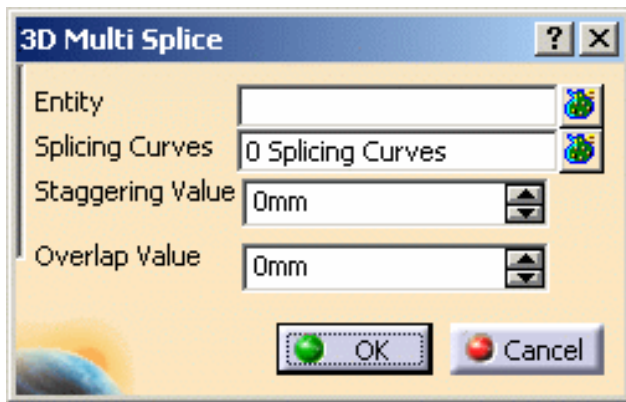 3D Multi Splice ? X
Entity
Splicing Curves 0 Splicing Curves
Staggering Value 0mm
Overlap Value 0mm
OK Cancel